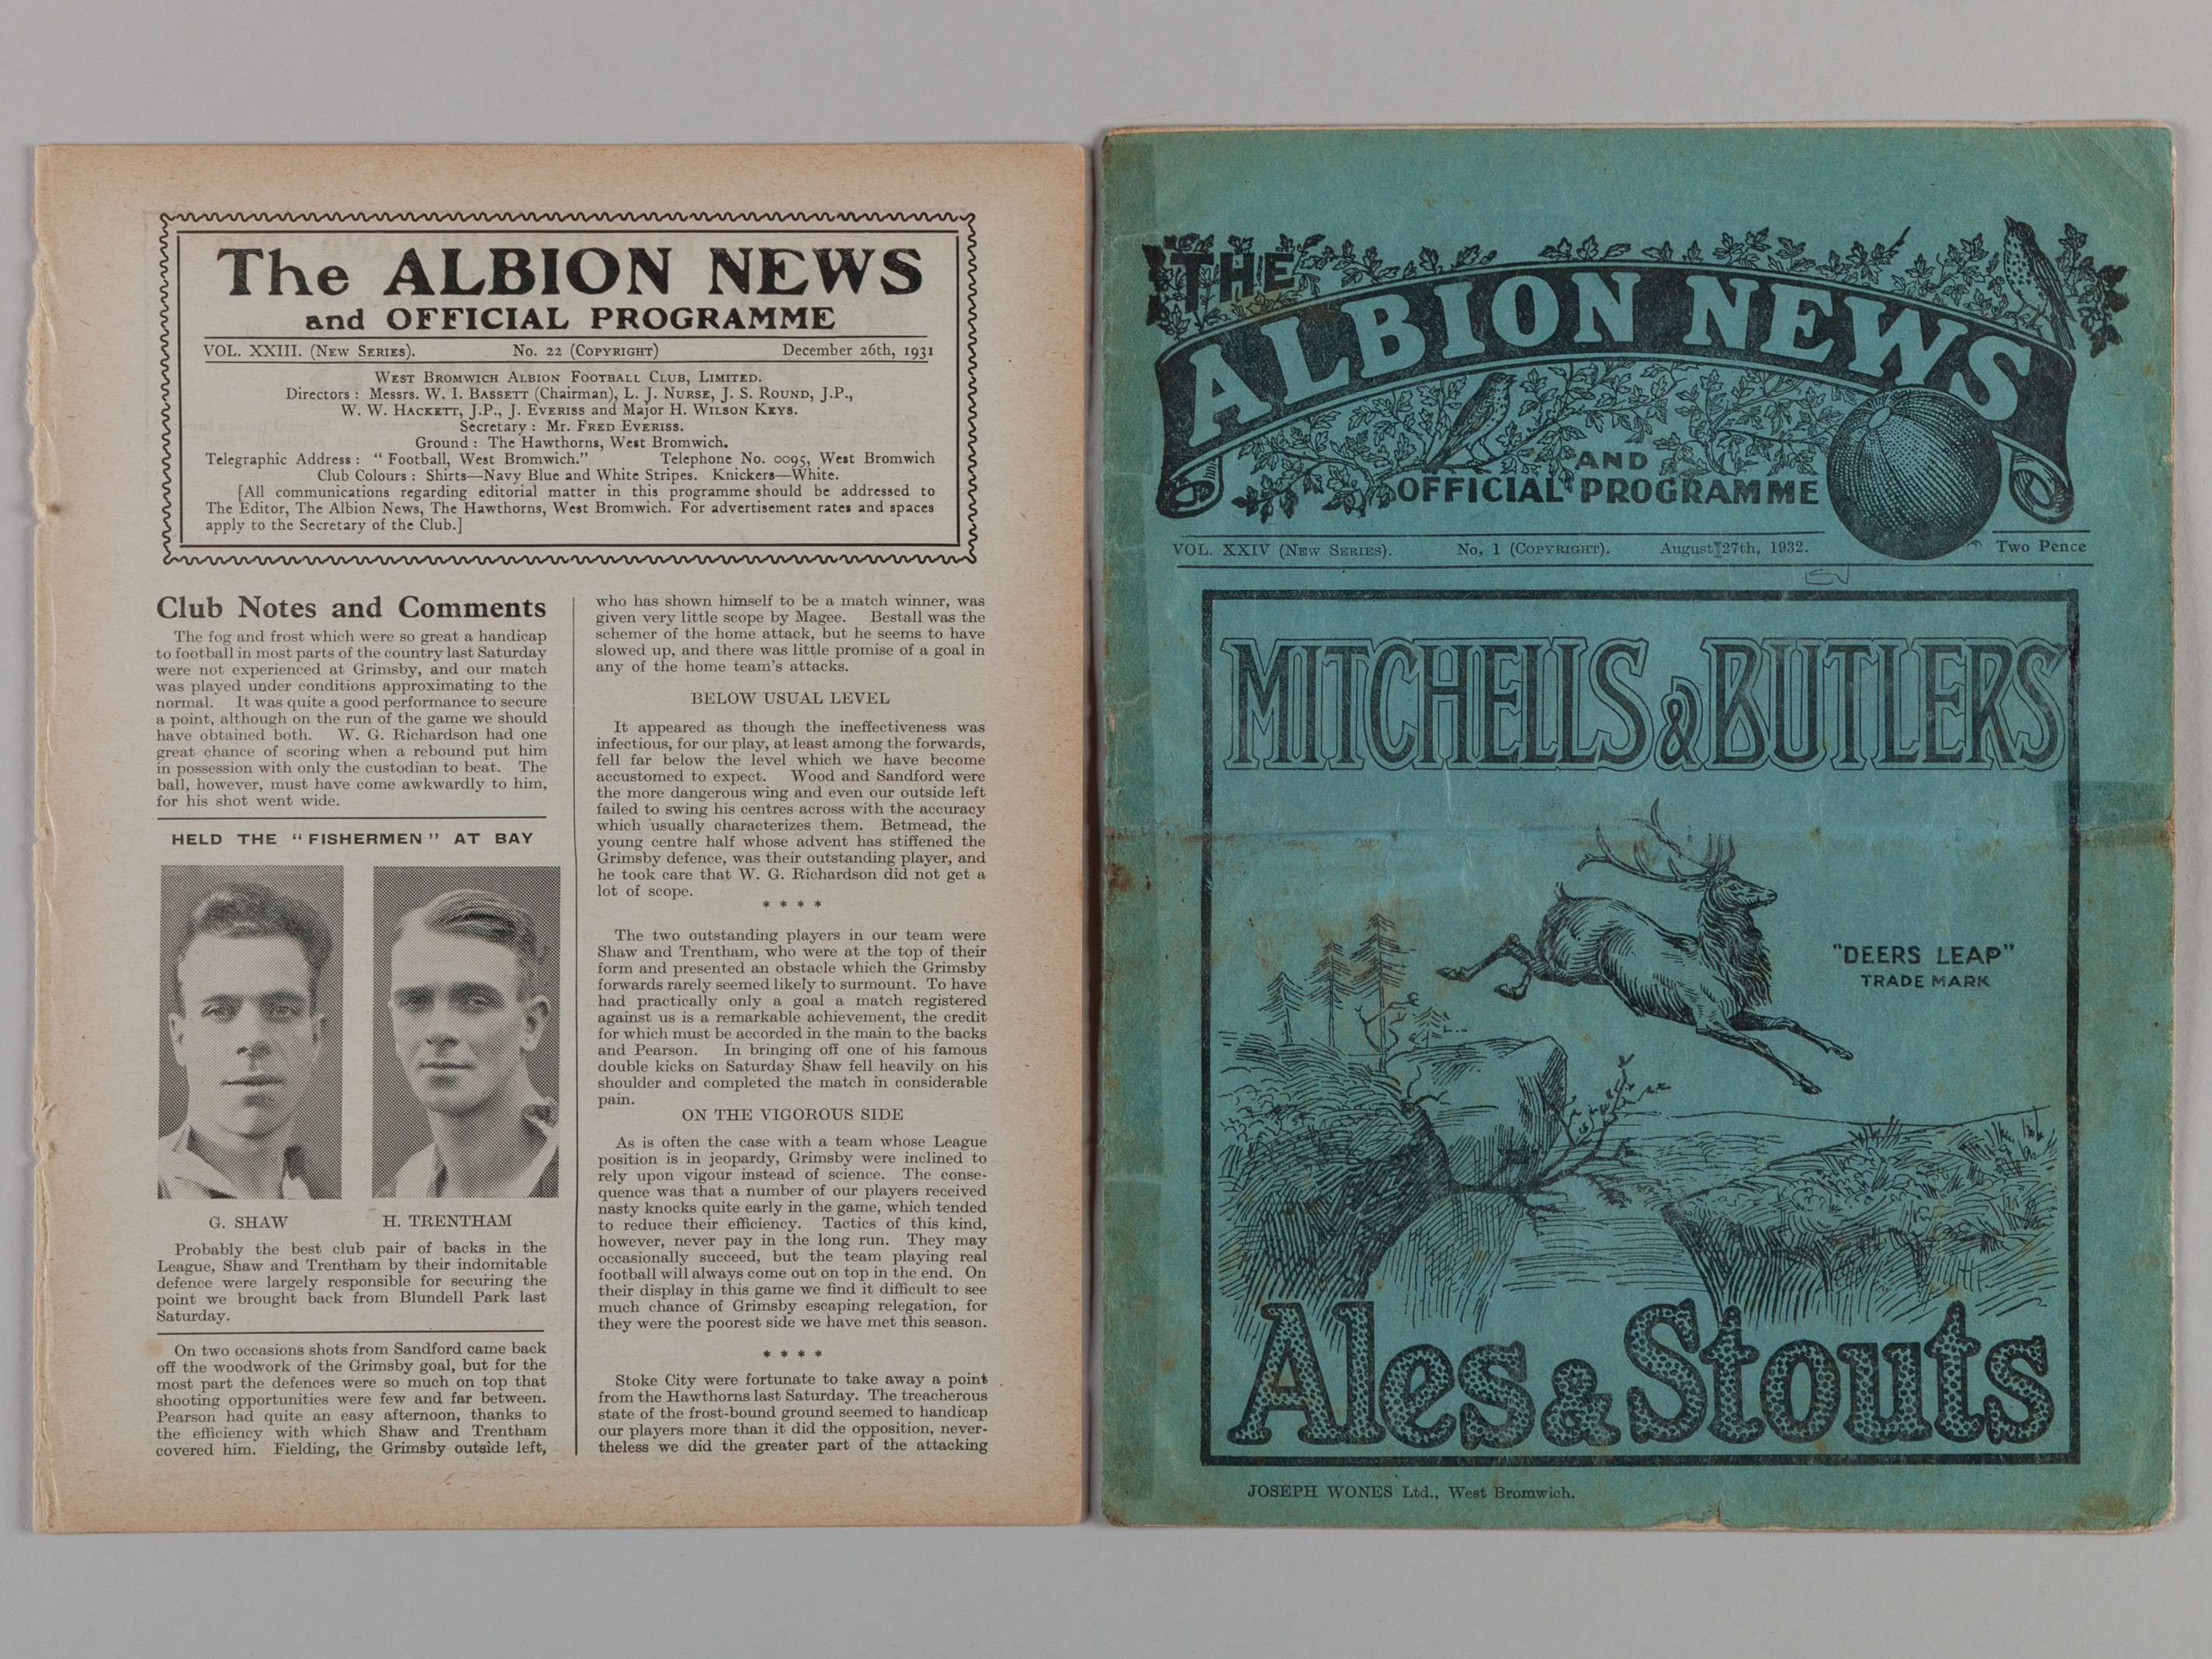 The ALBION NEWS
and OFFICIAL PROGRAMME
VOL. XXIII. (NEW SERIES). No. 22 (COPYRIGHT) December 26th, 1931
WEST BROMWICH ALBION FOOTBALL CLUB, LIMITED.
Directors : Messrs. W. I. BASSETT (Chairman), L. J. NURSE, J. S. ROUND, J.P.,
W. W. HACKETT, J.P., J. EVERISS and Major H. WILSON KEYS.
Secretary : Mr. FRED EVERISS.
Ground : The Hawthorns, West Bromwich.
Telegraphic Address : " Football, West Bromwich." Telephone No. 0095, West Bromwich
Club Colours : Shirts—Navy Blue and White Stripes. Knickers—White.
[All communications regarding editorial matter in this programme should be addressed to
The Editor, The Albion News, The Hawthorns, West Bromwich. For advertisement rates and spaces
apply to the Secretary of the Club.]
Club Notes and Comments
The fog and frost which were so great a handicap
to football in most parts of the country last Saturday
were not experienced at Grimsby, and our match
was played under conditions approximating to the
normal. It was quite a good performance to secure
a point, although on the run of the game we should
have obtained both. W. G. Richardson had one
great chance of scoring when a rebound put him
in possession with only the custodian to beat. The
ball, however, must have come awkwardly to him,
for his shot went wide.
HELD THE " FISHERMEN " AT BAY
G. SHAW H. TRENTHAM
Probably the best club pair of backs in the
League, Shaw and Trentham by their indomitable
defence were largely responsible for securing the
point we brought back from Blundell Park last
Saturday.
On two occasions shots from Sandford came back
off the woodwork of the Grimsby goal, but for the
most part the defences were so much on top that
shooting opportunities were few and far between.
Pearson had quite an easy afternoon, thanks to
the efficiency with which Shaw and Trentham
covered him. Fielding, the Grimsby outside left,
who has shown himself to be a match winner, was
given very little scope by Magee. Bestall was the
schemer of the home attack, but he seems to have
slowed up, and there was little promise of a goal in
any of the home team's attacks.
BELOW USUAL LEVEL
It appeared as though the ineffectiveness was
infectious, for our play, at least among the forwards,
fell far below the level which we have become
accustomed to expect. Wood and Sandford were
the more dangerous wing and even our outside left
failed to swing his centres across with the accuracy
which usually characterizes them. Betmead, the
young centre half whose advent has stiffened the
Grimsby defence, was their outstanding player, and
he took care that W. G. Richardson did not get a
lot of scope.
* * * *
The two outstanding players in our team were
Shaw and Trentham, who were at the top of their
form and presented an obstacle which the Grimsby
forwards rarely seemed likely to surmount. To have
had practically only a goal a match registered
against us is a remarkable achievement, the credit
for which must be accorded in the main to the backs
and Pearson. In bringing off one of his famous
double kicks on Saturday Shaw fell heavily on his
shoulder and completed the match in considerable
pain.
ON THE VIGOROUS SIDE
As is often the case with a team whose League
position is in jeopardy, Grimsby were inclined to
rely upon vigour instead of science. The conse-
quence was that a number of our players received
nasty knocks quite early in the game, which tended
to reduce their efficiency. Tactics of this kind,
however, never pay in the long run. They may
occasionally succeed, but the team playing real
football will always come out on top in the end. On
their display in this game we find it difficult to see
much chance of Grimsby escaping relegation, for
they were the poorest side we have met this season.
* * * *
Stoke City were fortunate to take away a point
from the Hawthorns last Saturday. The treacherous
state of the frost-bound ground seemed to handicap
our players more than it did the opposition, never-
theless we did the greater part of the attacking
THE
ALBION NEWS
AND
OFFICIAL PROGRAMME
VOL. XXIV (NEW SERIES). No. 1 (COPYRIGHT). August 27th, 1932. Two Pence
MITCHELLS & BUTLERS
"DEERS LEAP"
TRADE MARK
Ales & Stouts
JOSEPH WONES Ltd., West Bromwich.